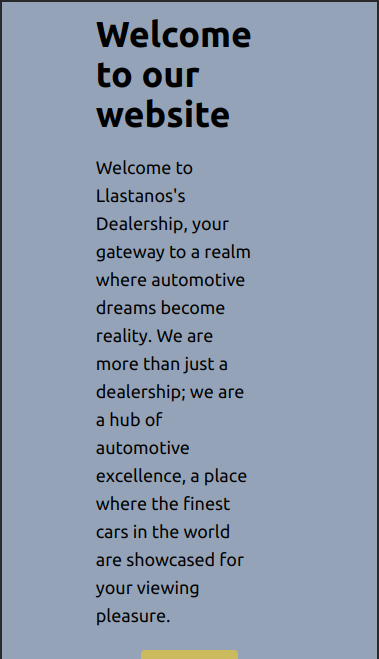 Welcome
to our
website
Welcome to
Llastanos's
Dealership, your
gateway to a realm
where automotive
dreams become
reality. We are
more than just a
dealership; we are
a hub of
automotive
excellence, a place
where the finest
cars in the world
are showcased for
your viewing
pleasure.